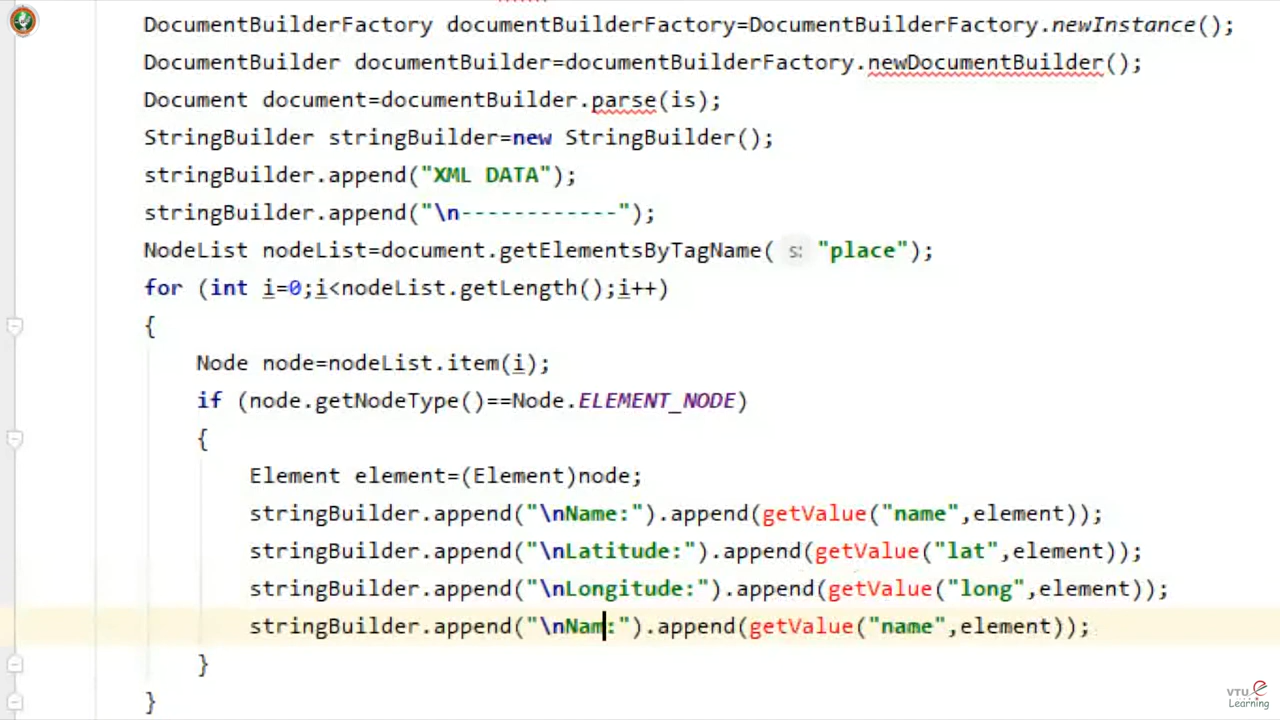 DocumentBuilderFactory documentBuilderFactory=DocumentBuilderFactory.newInstance();
DocumentBuilder documentBuilder=documentBuilderFactory.newDocumentBuilder();
Document document=documentBuilder.parse(is);
StringBuilder stringBuilder=new StringBuilder();
stringBuilder.append("XML DATA");
stringBuilder.append("\n------------");
NodeList nodeList=document.getElementsByTagName( s: "place");
for (int i=0;i<nodeList.getLength();i++)
{
Node node=nodeList.item(i);
if (node.getNodeType()==Node.ELEMENT_NODE)
{
Element element=(Element)node;
stringBuilder.append("\nName:").append(getValue("name",element));
stringBuilder.append("\nLatitude:").append(getValue("lat",element));
stringBuilder.append("\nLongitude:").append(getValue("long",element));
stringBuilder.append("\nNam:").append(getValue("name",element));
}
}
VTU e
Learning